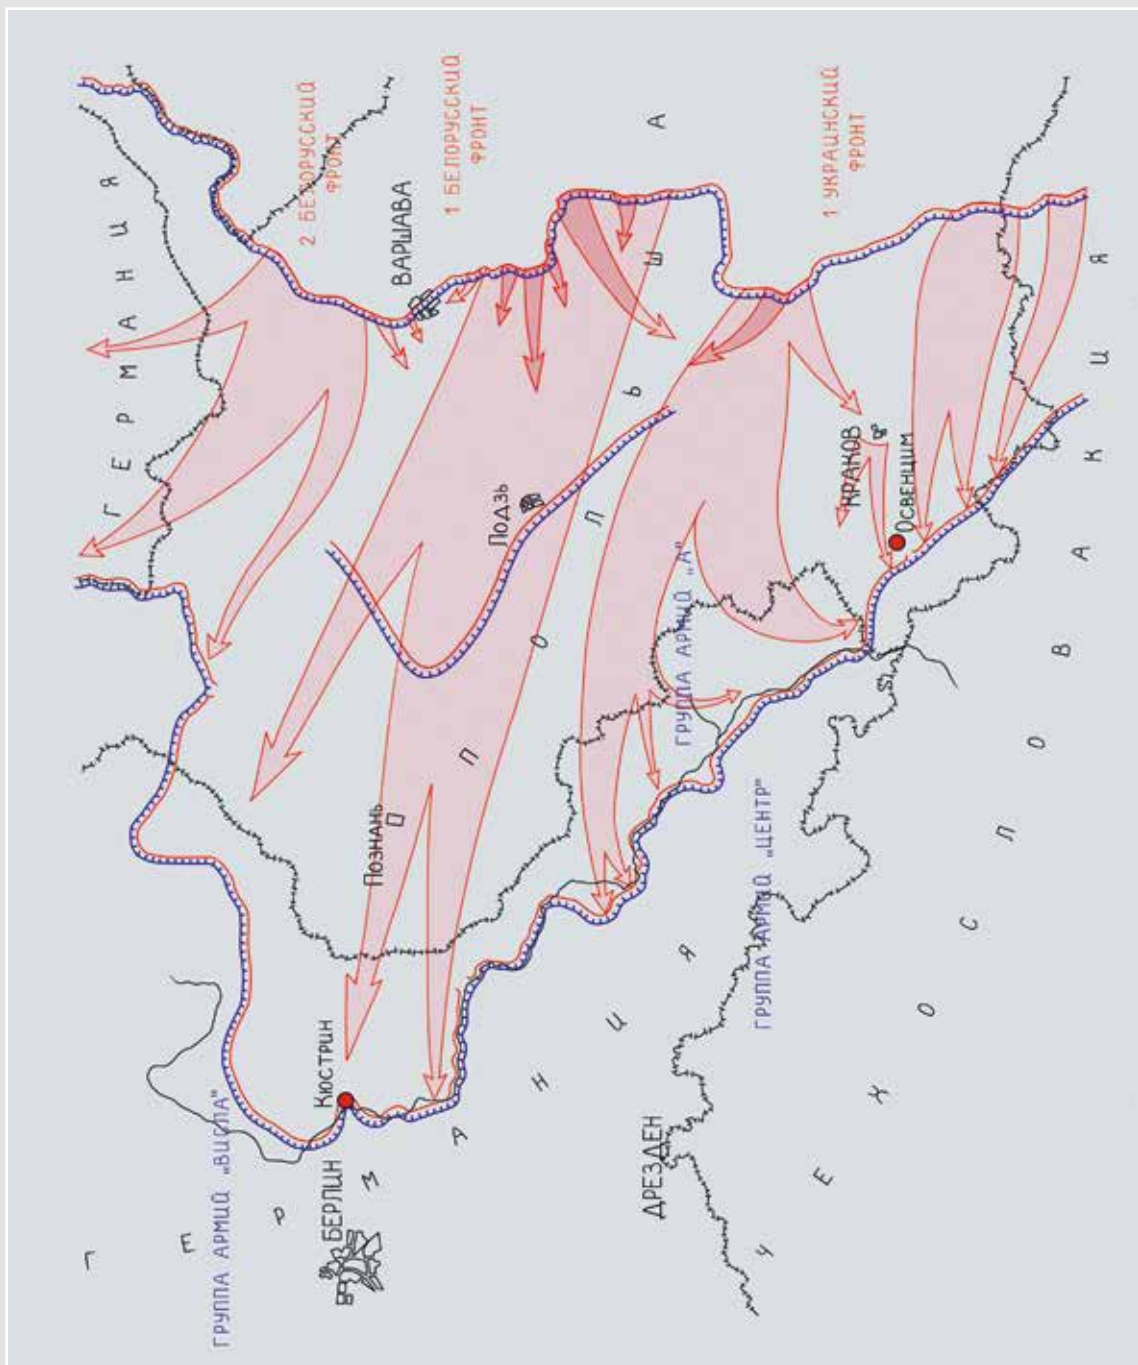 ГЕРМАНИЯ
2 БЕЛОРУССКИЙ
ФРОНТ
1 БЕЛОРУССКИЙ
ФРОНТ
1 УКРАИНСКИЙ
ФРОНТ
ВАРШАВА
ПОЛЬША
Лодзь
КРАКОВ
Освенцим
ГРУППА АРМИЙ „А"
Познань
ГРУППА АРМИЙ „ЦЕНТР"
Кюстрин
ГРУППА АРМИЙ „ВИСЛА"
БЕРЛИН
ГЕРМАНИЯ
ДРЕЗДЕН
ЧЕХОСЛОВАКИЯ